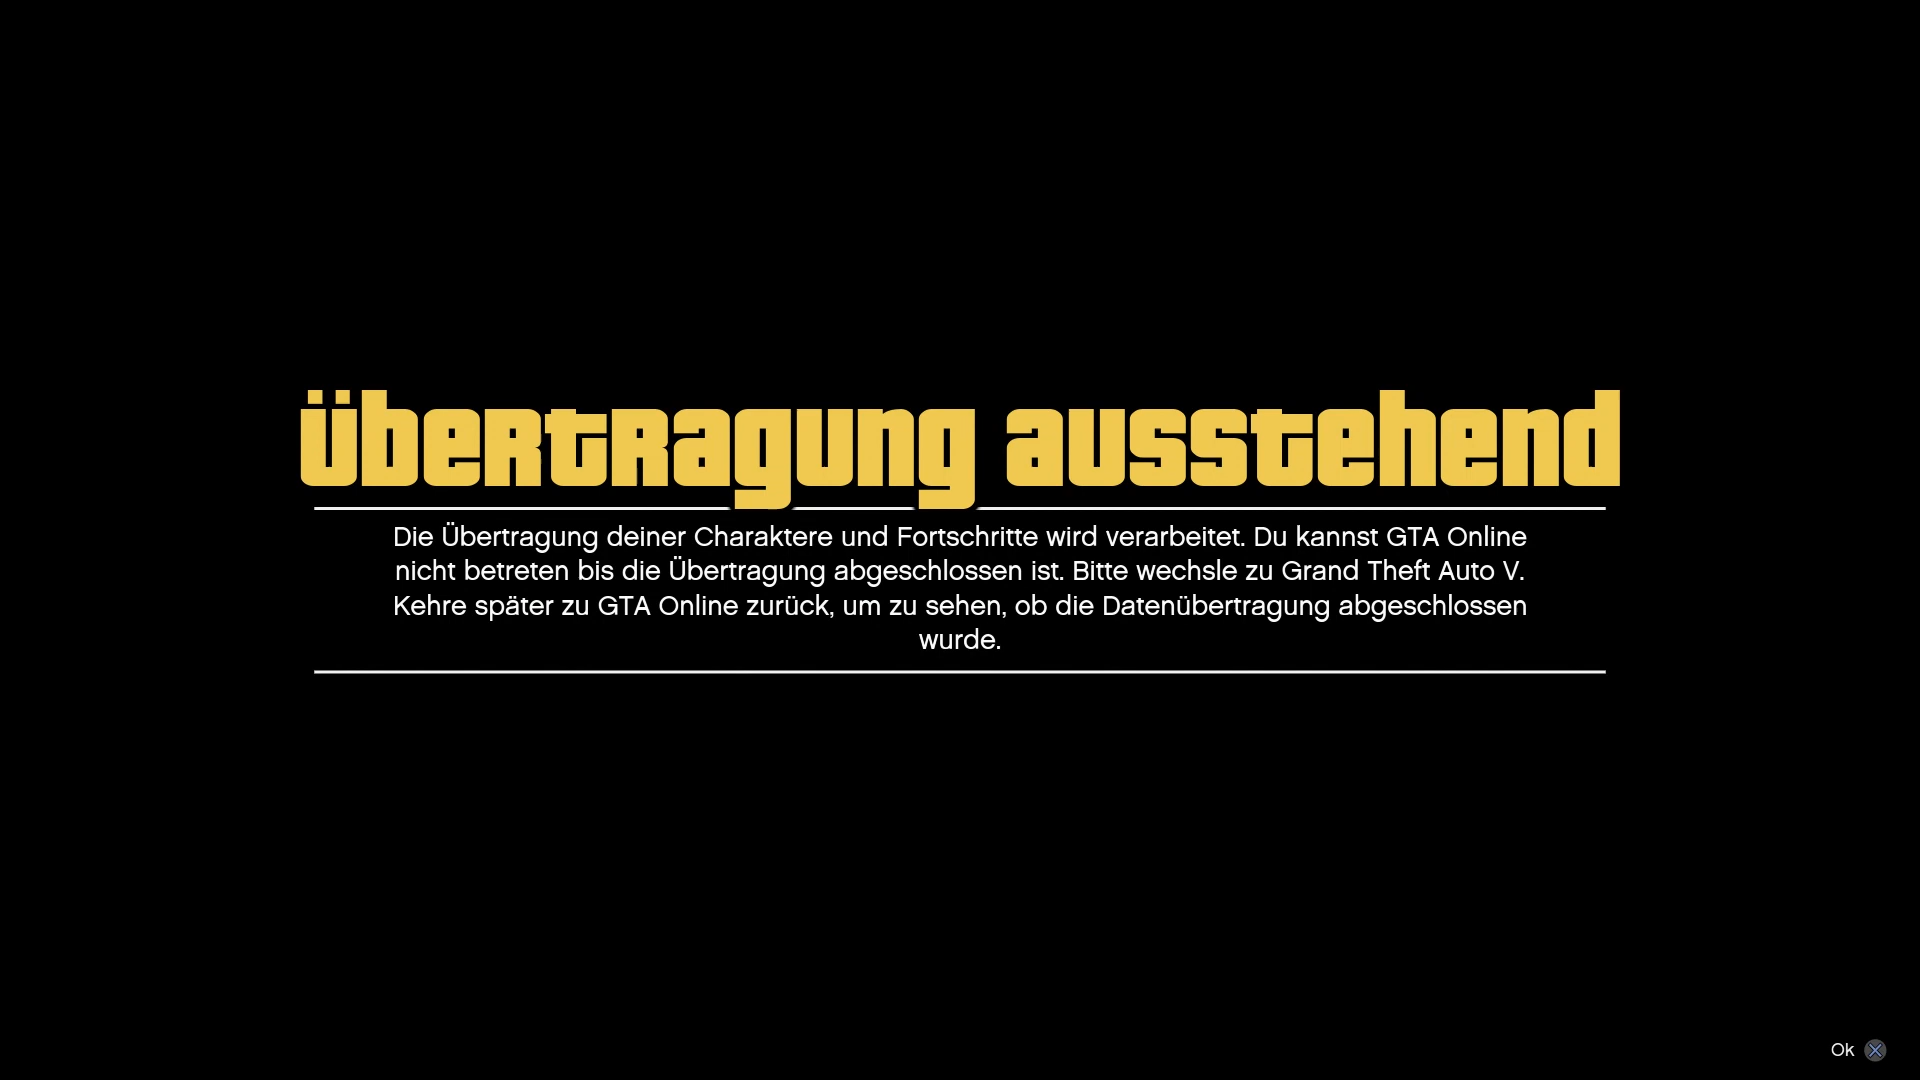 Übertragung ausstehend
Die Übertragung deiner Charaktere und Fortschritte wird verarbeitet. Du kannst GTA Online
nicht betreten bis die Übertragung abgeschlossen ist. Bitte wechsle zu Grand Theft Auto V.
Kehre später zu GTA Online zurück, um zu sehen, ob die Datenübertragung abgeschlossen
wurde.
Ok